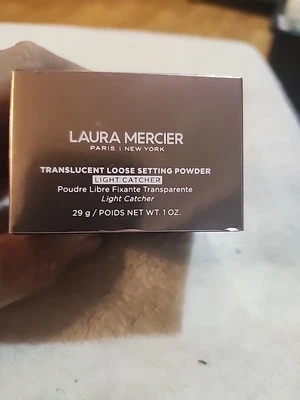 LAURA MERCIER
PARIS | NEW YORK
TRANSLUCENT LOOSE SETTING POWDER
LIGHT CATCHER
Poudre Libre Fixante Transparente
Light Catcher
29 g / POIDS NET WT. 1 OZ.